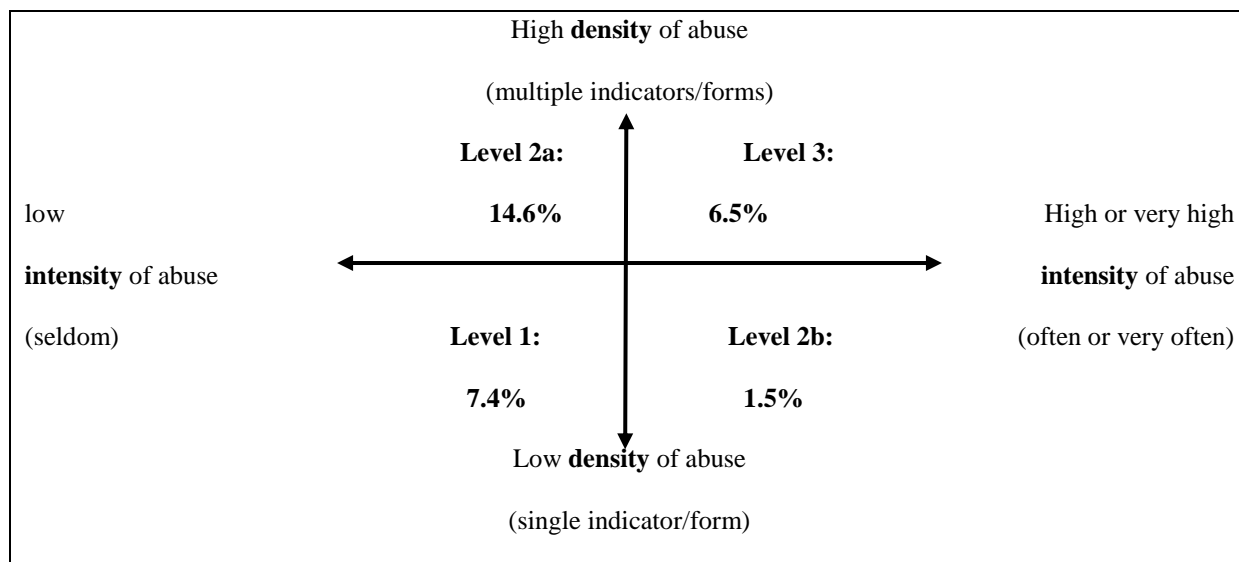 High density of abuse
(multiple indicators/forms)
Level 2a: Level 3:
low 14.6% 6.5% High or very high
intensity of abuse intensity of abuse
(seldom) Level 1: Level 2b: (often or very often)
7.4% 1.5%
Low density of abuse
(single indicator/form)